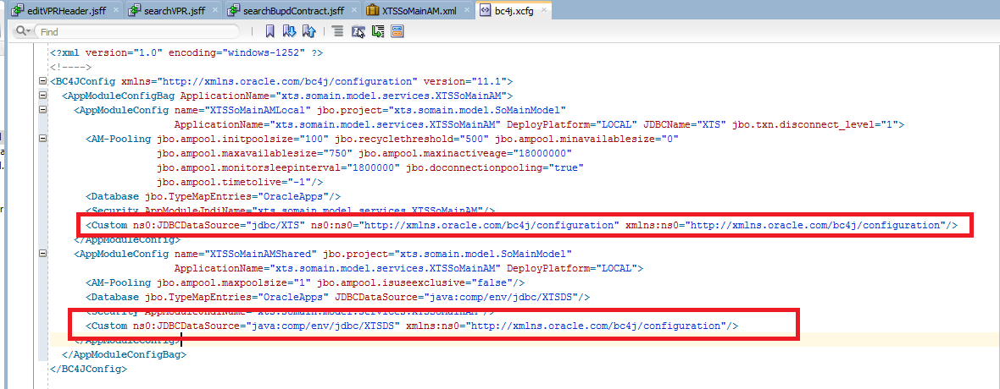 editVPRHeader.jsff searchVPR.jsff searchBupdContract.jsff XTSSoMainAM.xml bc4j.xcfg
Find
<?xml version="1.0" encoding="windows-1252" ?>
<!---->
<BC4JConfig xmlns="http://xmlns.oracle.com/bc4j/configuration" version="11.1">
<AppModuleConfigBag ApplicationName="xts.somain.model.services.XTSSoMainAM">
<AppModuleConfig name="XTSSoMainAMLocal" jbo.project="xts.somain.model.SoMainModel"
ApplicationName="xts.somain.model.services.XTSSoMainAM" DeployPlatform="LOCAL" JDBCName="XTS" jbo.txn.disconnect_level="1">
<AM-Pooling jbo.ampool.initpoolsize="100" jbo.recyclethreshold="500" jbo.ampool.minavailablesize="0"
jbo.ampool.maxavailablesize="750" jbo.ampool.maxinactiveage="18000000"
jbo.ampool.monitorsleepinterval="1800000" jbo.doconnectionpooling="true"
jbo.ampool.timetolive="-1"/>
<Database jbo.TypeMapEntries="OracleApps"/>
<Security AppModuleJndiName="xts.somain.model.services.XTSSoMainAM"/>
<Custom ns0:JDBCDataSource="jdbc/XTS" ns0:ns0="http://xmlns.oracle.com/bc4j/configuration" xmlns:ns0="http://xmlns.oracle.com/bc4j/configuration"/>
</AppModuleConfig>
<AppModuleConfig name="XTSSoMainAMShared" jbo.project="xts.somain.model.SoMainModel"
ApplicationName="xts.somain.model.services.XTSSoMainAM" DeployPlatform="LOCAL">
<AM-Pooling jbo.ampool.maxpoolsize="1" jbo.ampool.isuseexclusive="false"/>
<Database jbo.TypeMapEntries="OracleApps" JDBCDataSource="java:comp/env/jdbc/XTSDS"/>
<Security AppModuleJndiName="xts.somain.model.services.XTSSoMainAM"/>
<Custom ns0:JDBCDataSource="java:comp/env/jdbc/XTSDS" xmlns:ns0="http://xmlns.oracle.com/bc4j/configuration"/>
</AppModuleConfig>
</AppModuleConfigBag>
</BC4JConfig>